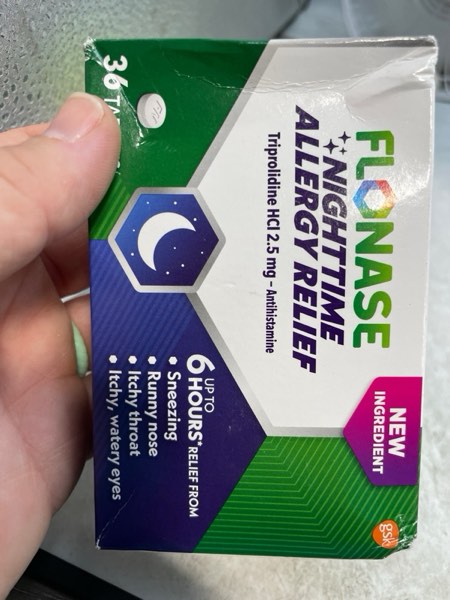 FLONASE
NIGHTTIME
ALLERGY RELIEF
Triprolidine HCl 2.5 mg – Antihistamine
NEW
INGREDIENT
UP TO
6 HOURS* RELIEF FROM
• Sneezing
• Runny nose
• Itchy throat
• Itchy, watery eyes
36
gsk